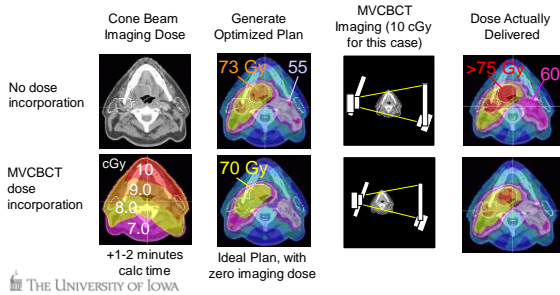 Cone Beam
Imaging Dose
Generate
Optimized Plan
MVCBCT
Imaging (10 cGy
for this case)
Dose Actually
Delivered
No dose
incorporation
73 Gy
55
>75 Gy
60
MVCBCT
dose
incorporation
cGy
10
9.0
8.0
7.0
70 Gy
+1-2 minutes
calc time
Ideal Plan, with
zero imaging dose
THE UNIVERSITY OF IOWA